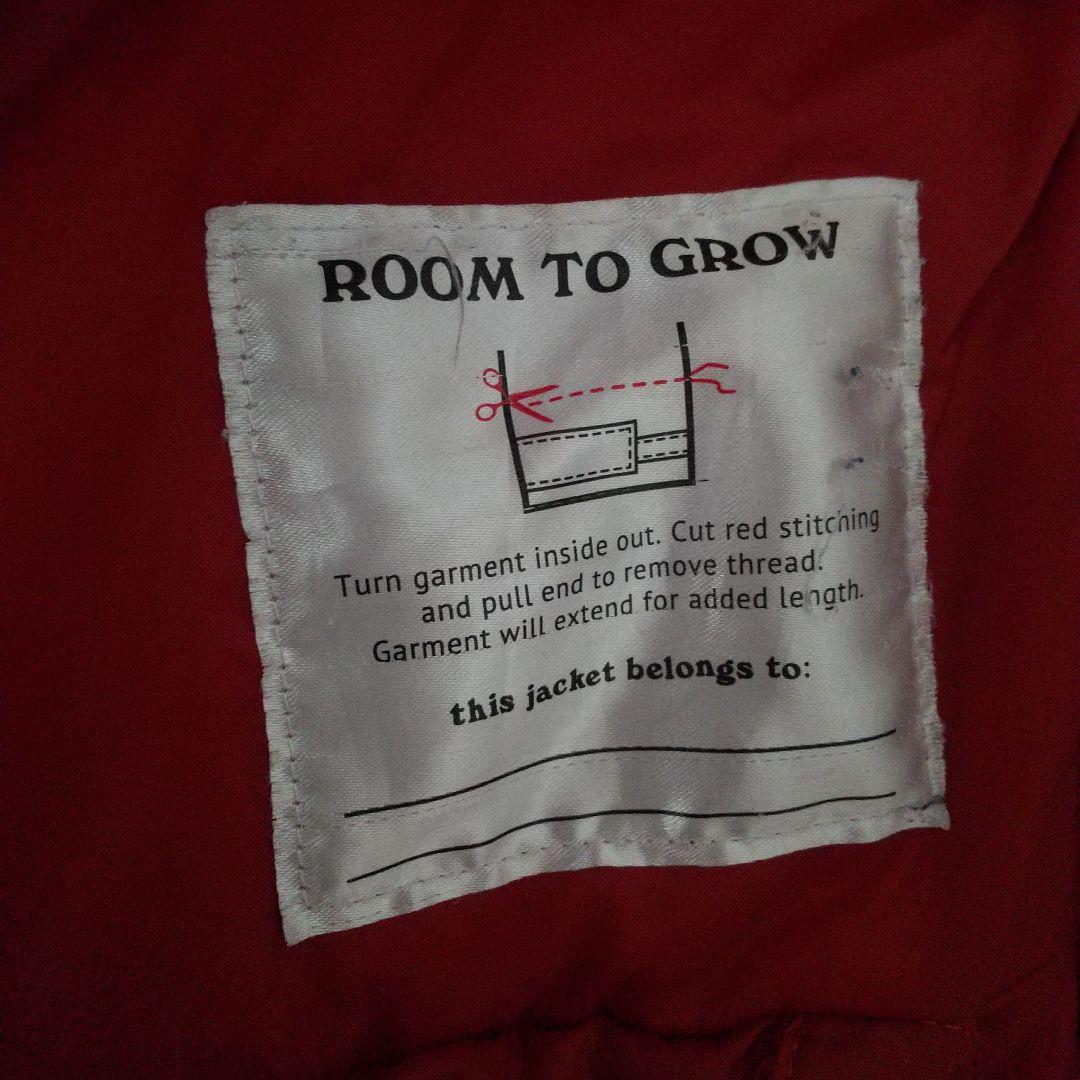 ROOM TO GROW
Turn garment inside out. Cut red stitching
and pull end to remove thread.
Garment will extend for added length.
this jacket belongs to: